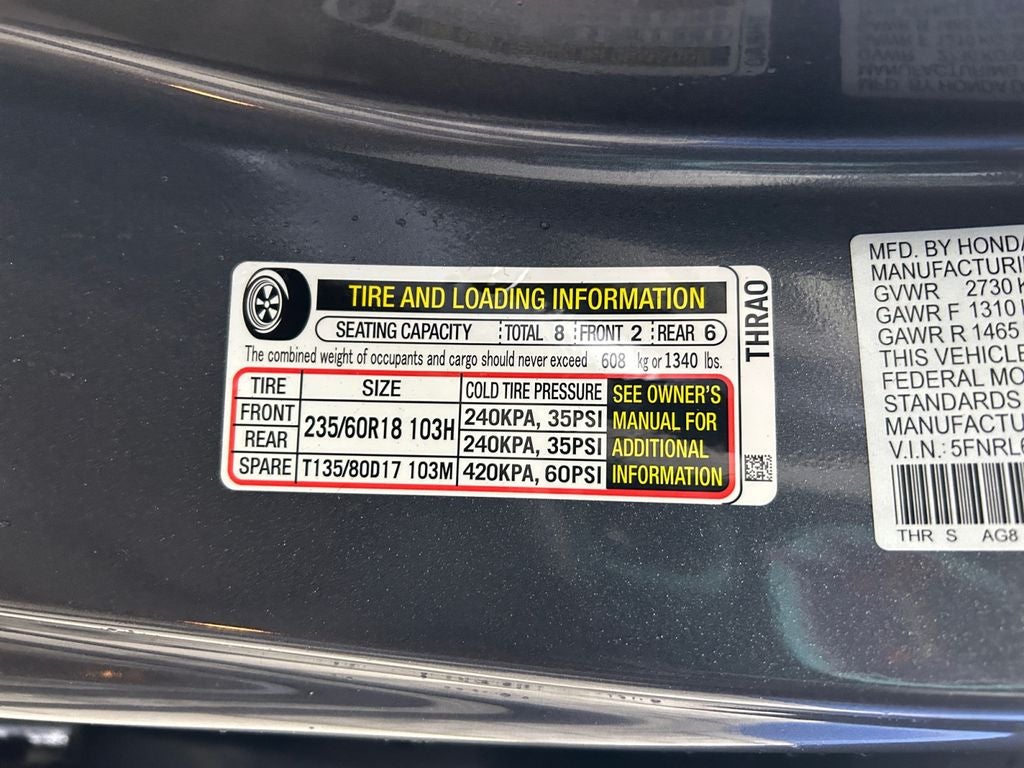 TIRE AND LOADING INFORMATION
SEATING CAPACITY TOTAL 8 FRONT 2 REAR 6
The combined weight of occupants and cargo should never exceed 608 kg or 1340 lbs.
TIRE SIZE COLD TIRE PRESSURE
FRONT 235/60R18 103H 240KPA, 35PSI
REAR 240KPA, 35PSI
SPARE T135/80D17 103M 420KPA, 60PSI
SEE OWNER'S
MANUAL FOR
ADDITIONAL
INFORMATION
THRAO
MFD. BY HONDA
MANUFACTURI
GVWR 2730 K
GAWR F 1310
GAWR R 1465
THIS VEHICLE
FEDERAL MO
STANDARDS
MANUFACTU
V.I.N.: 5FNRL
THR S AG8